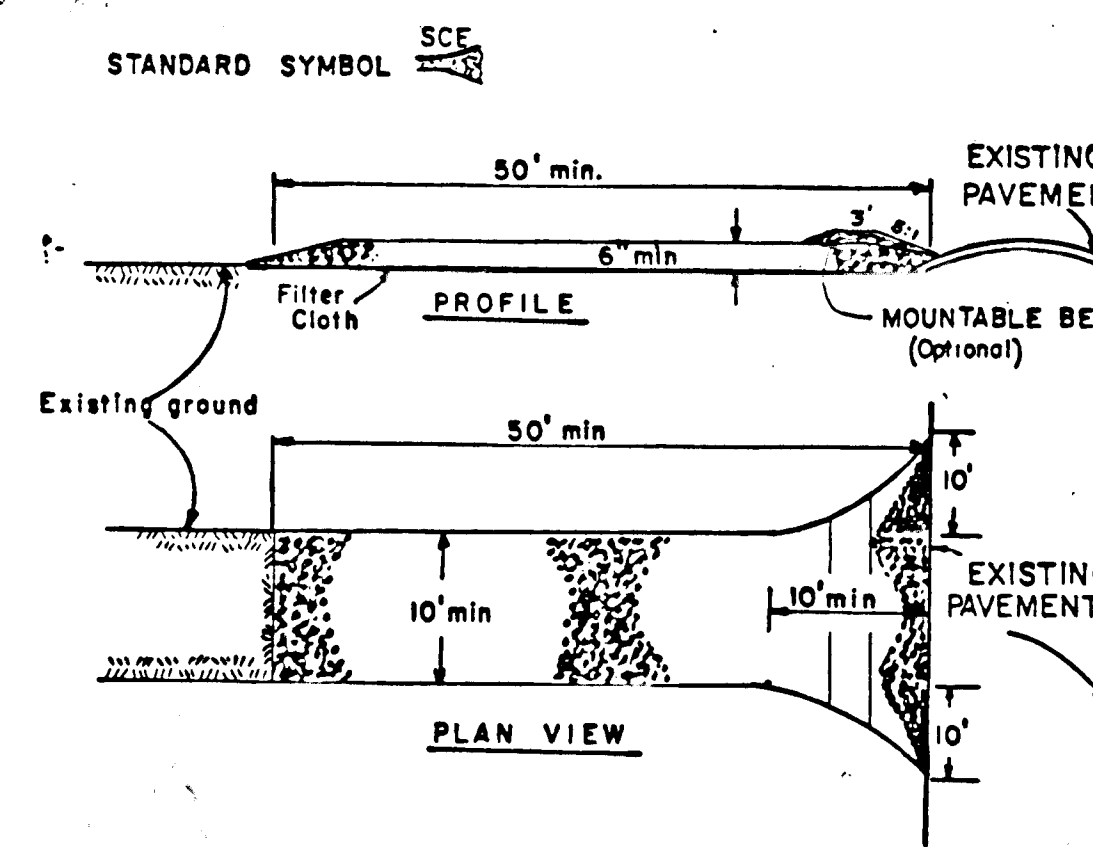 SCE
STANDARD SYMBOL
50' min.
EXISTING
PAVEME
3'
6" min
Filter
Cloth
PROFILE
MOUNTABLE BE
(Optional)
Existing ground
50' min
10'
EXISTIN
PAVEMENT
10' min
10' min
10'
PLAN VIEW